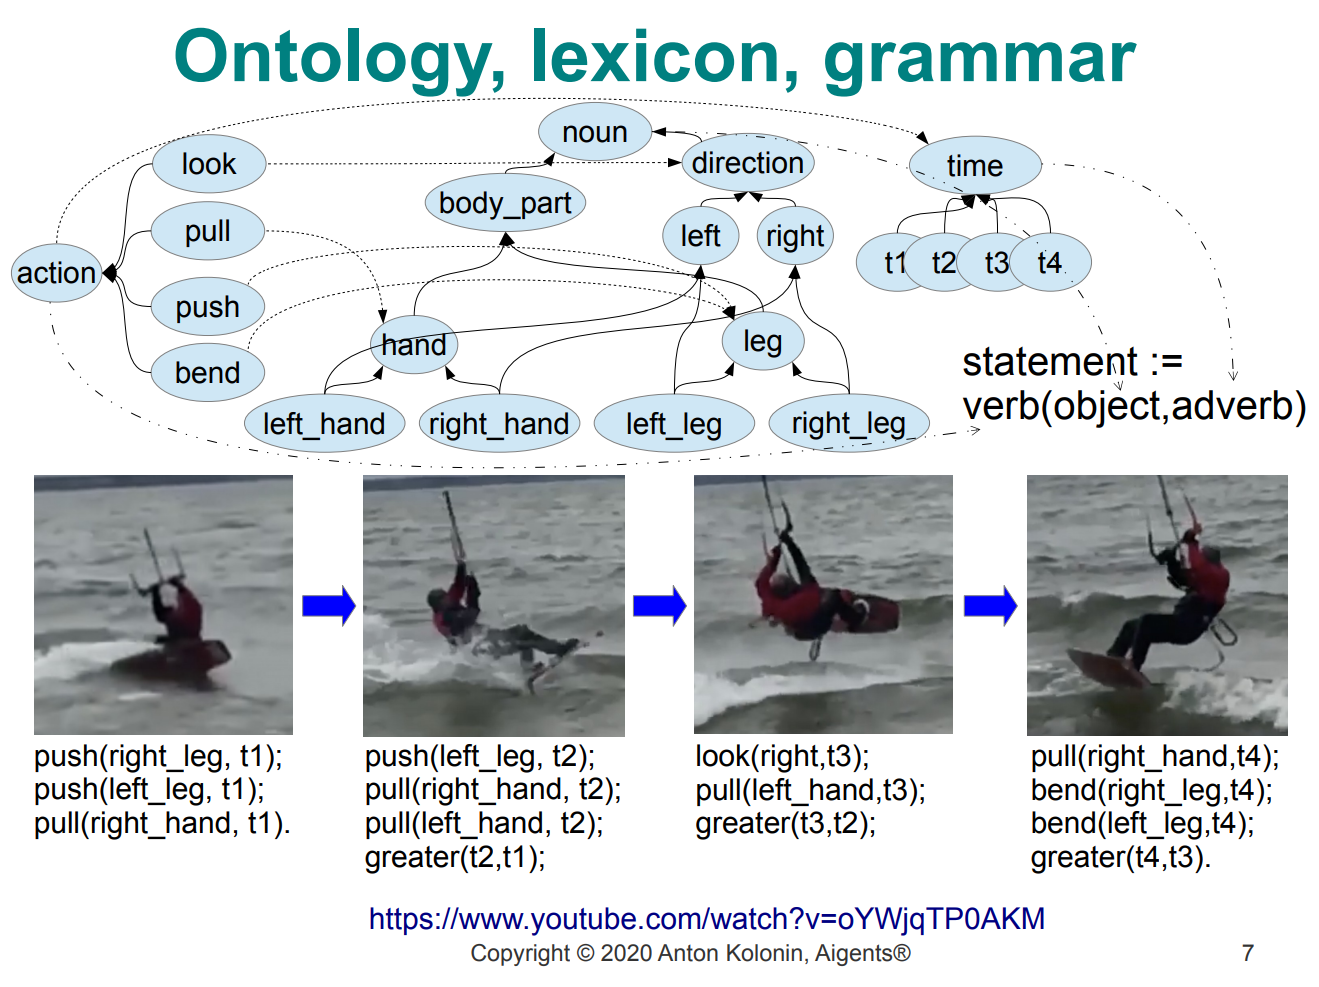 Ontology, lexicon, grammar
noun
look
direction
time
body_part
pull
left
right
action
t1
t2
t3
t4
push
hand
leg
bend
statement :=
verb(object,adverb)
left_hand
right_hand
left_leg
right_leg
push(right_leg, t1);
push(left_leg, t1);
pull(right_hand, t1).
push(left_leg, t2);
pull(right_hand, t2);
pull(left_hand, t2);
greater(t2,t1);
look(right,t3);
pull(left_hand,t3);
greater(t3,t2);
pull(right_hand,t4);
bend(right_leg,t4);
bend(left_leg,t4);
greater(t4,t3).
https://www.youtube.com/watch?v=oYWjqTP0AKM
Copyright © 2020 Anton Kolonin, Aigents®
7